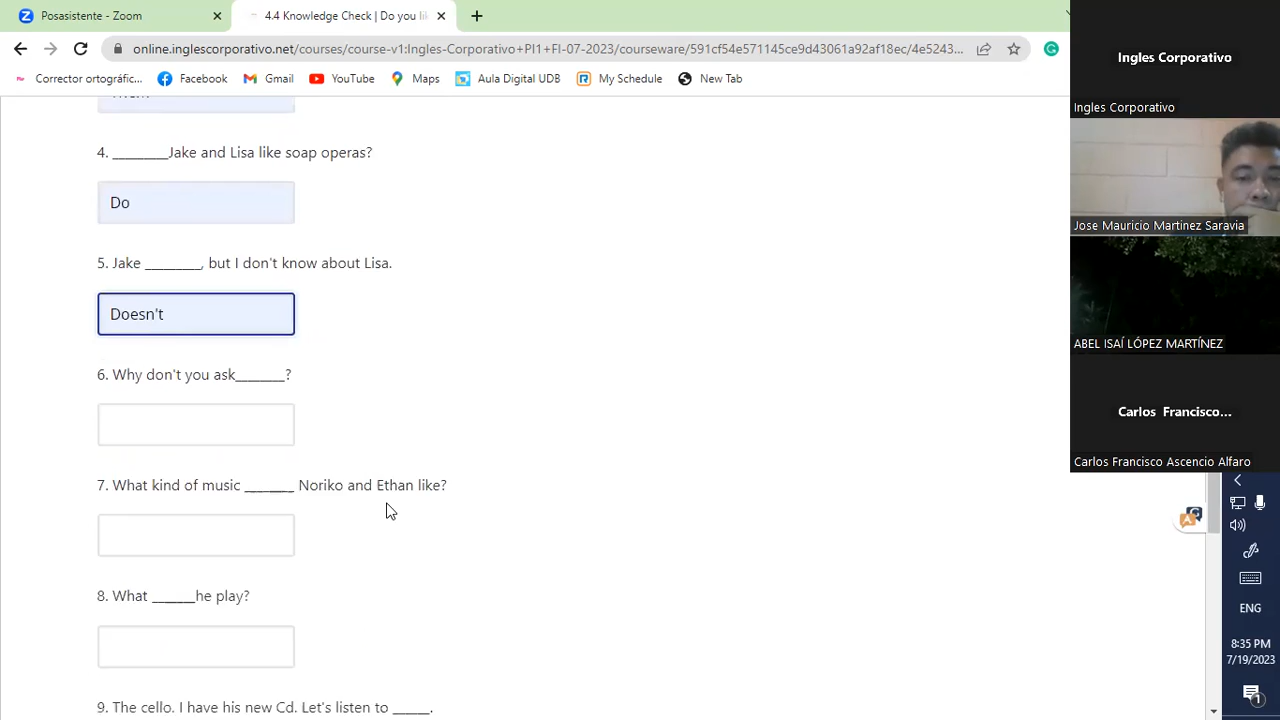 Posasistente - Zoom
4.4 Knowledge Check | Do you li
online.inglescorporativo.net/courses/course-v1:Ingles-Corporativo+PI1+FI-07-2023/courseware/591cf54e571145ce9d43061a92af18ec/4e5243...
Corrector ortográfic...
Facebook
Gmail
YouTube
Maps
Aula Digital UDB
My Schedule
New Tab
4. _________Jake and Lisa like soap operas?
Do
5. Jake _________, but I don't know about Lisa.
Doesn't
6. Why don't you ask________?
7. What kind of music ________ Noriko and Ethan like?
8. What _______he play?
9. The cello. I have his new Cd. Let's listen to ______.
Ingles Corporativo
Ingles Corporativo
Jose Mauricio Martinez Saravia
ABEL ISAÍ LÓPEZ MARTÍNEZ
Carlos Francisco...
Carlos Francisco Ascencio Alfaro
ENG
8:35 PM
7/19/2023
1